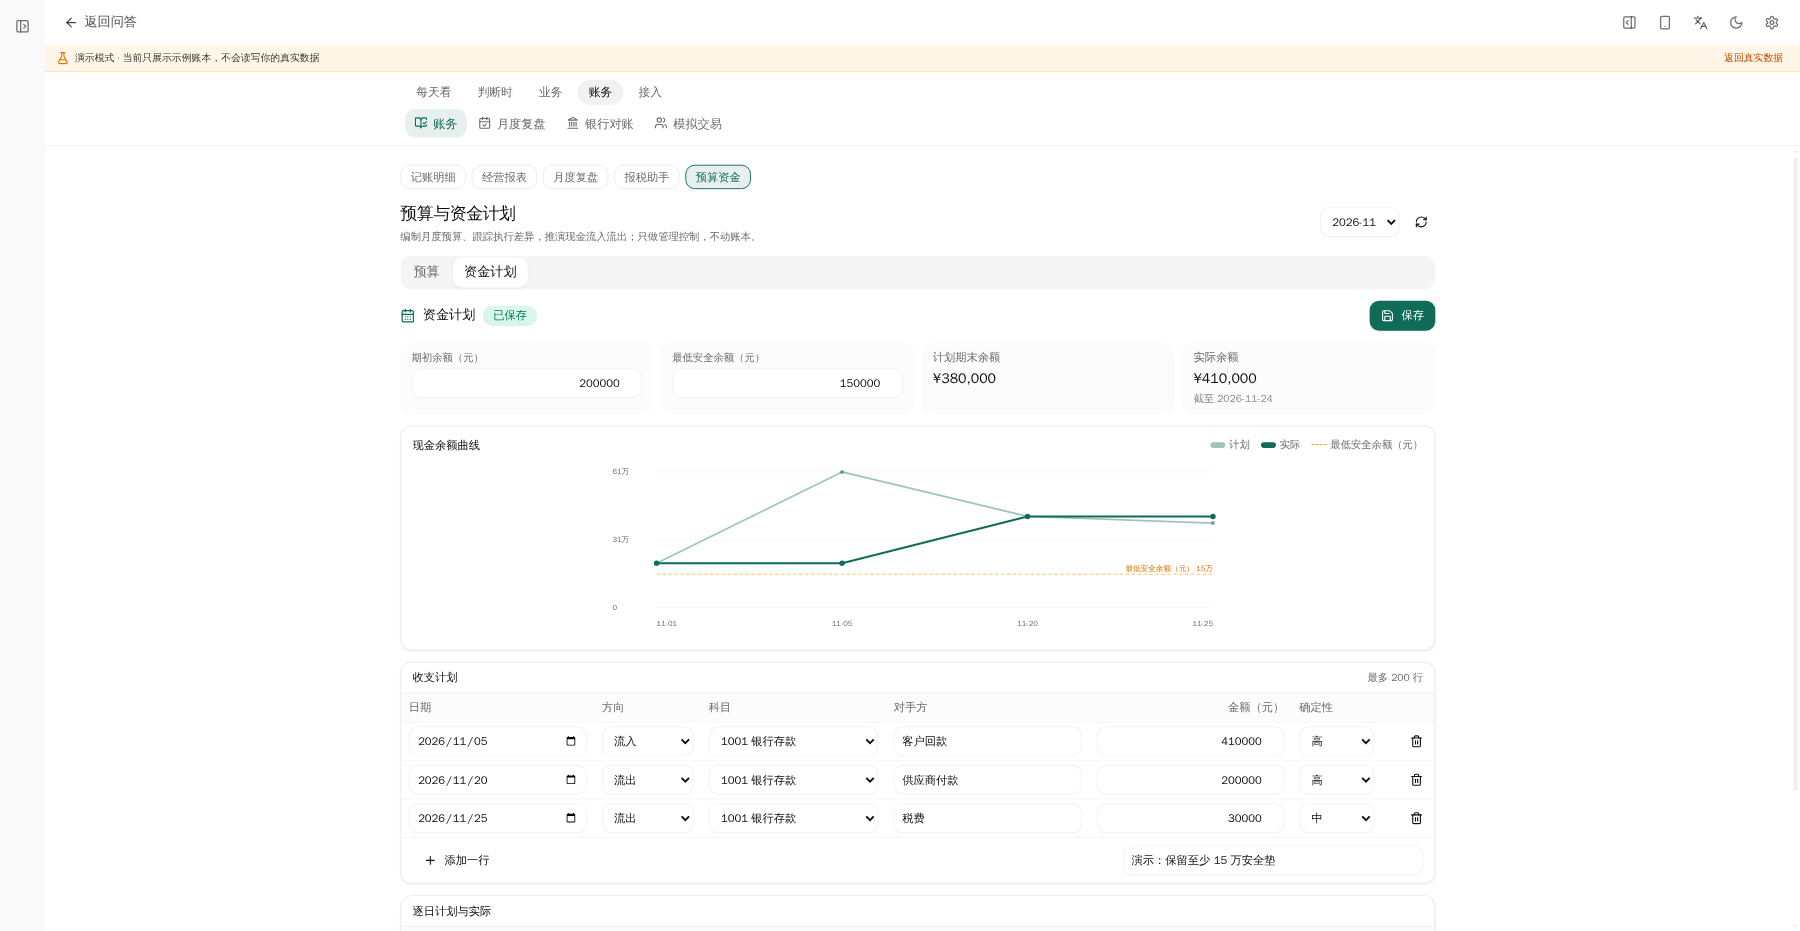 返回问答
演示模式 · 当前只展示示例账本，不会读写你的真实数据
返回真实数据
每天看 判断时 业务 账务 接入
账务 月度复盘 银行对账 模拟交易
记账明细 经营报表 月度复盘 报税助手 预算资金
预算与资金计划
2026-11
编制月度预算、跟踪执行差异，推演现金流入流出；只做管理控制，不动账本。
预算 资金计划
资金计划 已保存 保存
期初余额（元） 最低安全余额（元） 计划期末余额 实际余额
200000 150000 ¥380,000 ¥410,000
截至 2026-11-24
现金余额曲线 计划 实际 最低安全余额（元）
61万
31万
最低安全余额（元） 15万
0
11-01 11-05 11-20 11-25
收支计划 最多 200 行
日期 方向 科目 对手方 金额（元） 确定性
2026/11/05 流入 1001 银行存款 客户回款 410000 高
2026/11/20 流出 1001 银行存款 供应商付款 200000 高
2026/11/25 流出 1001 银行存款 税费 30000 中
添加一行 演示：保留至少 15 万安全垫
逐日计划与实际